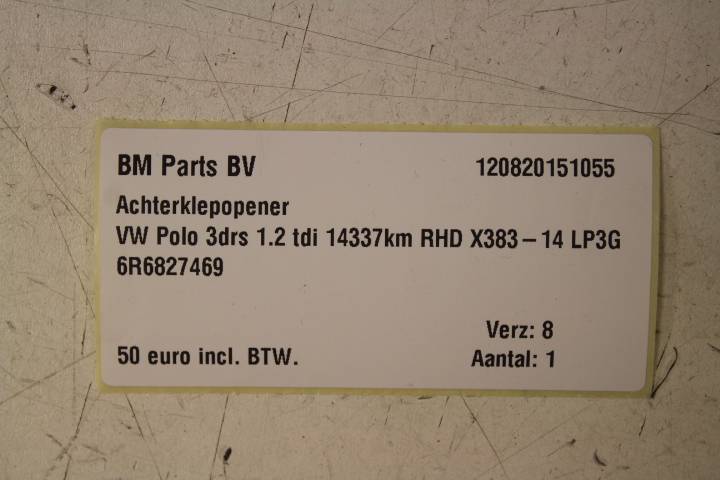 BM Parts BV 120820151055
Achterklepopener
VW Polo 3drs 1.2 tdi 14337km RHD X383-14 LP3G
6R6827469
Verz: 8
50 euro incl. BTW. Aantal: 1